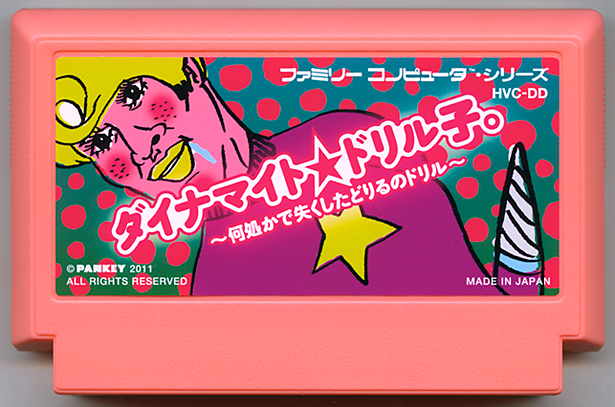 ファミリー コンピュータ™・シリーズ
HVC-DD
ダイナマイト☆ドリル子。
～何処かで失くしたどりるのドリル～
©PANKEY 2011
ALL RIGHTS RESERVED
MADE IN JAPAN